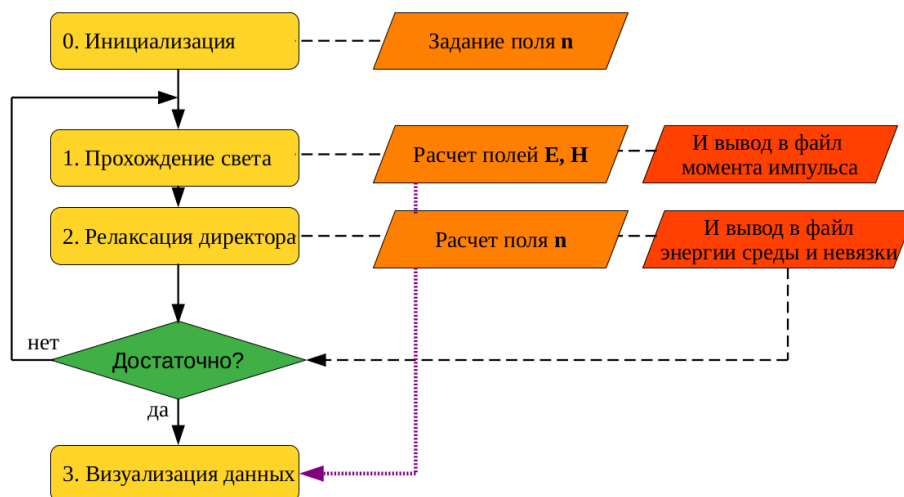 0. Инициализация
Задание поля n
1. Прохождение света
Расчет полей E, H
И вывод в файл
момента импульса
2. Релаксация директора
Расчет поля n
И вывод в файл
энергии среды и невязки
нет
Достаточно?
да
3. Визуализация данных